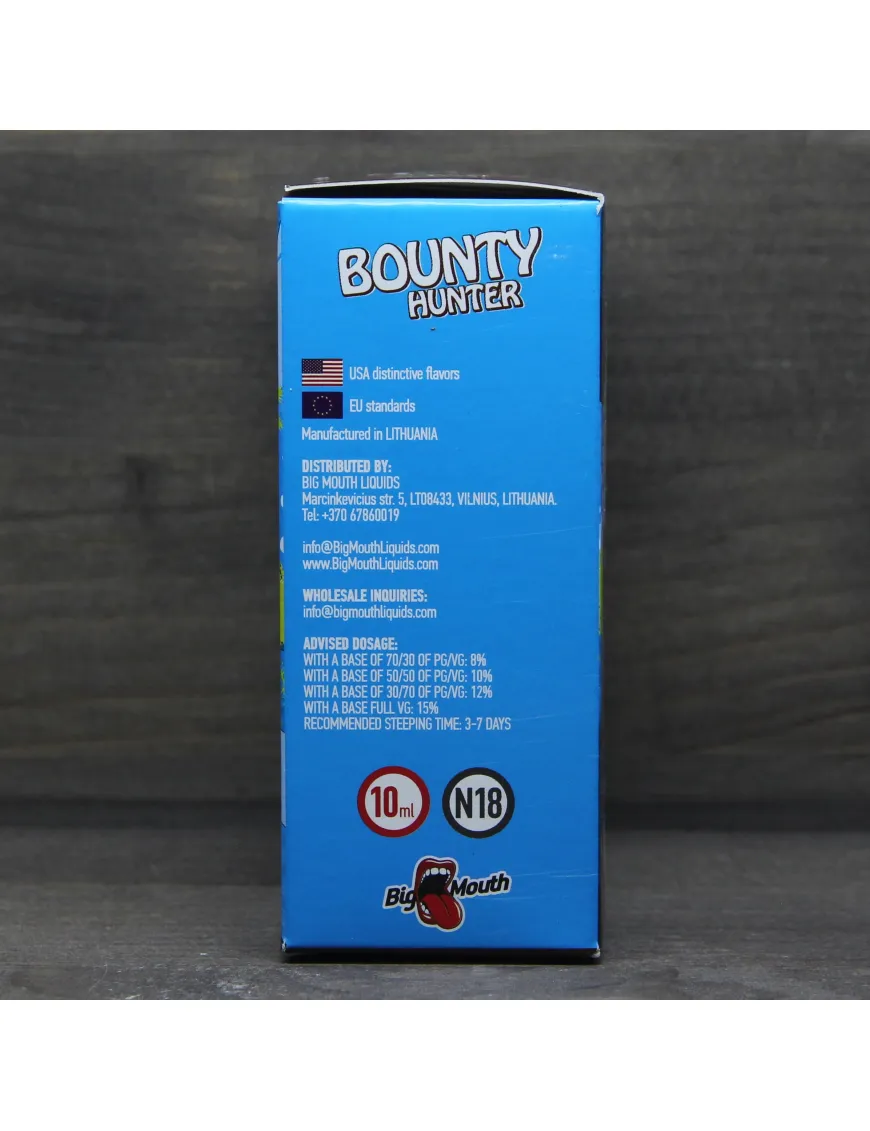 BOUNTY
HUNTER
USA distinctive flavors
EU standards
Manufactured in LITHUANIA
DISTRIBUTED BY:
BIG MOUTH LIQUIDS
Marcinkevicius str. 5, LT08433, VILNIUS, LITHUANIA.
Tel: +370 67860019
info@BigMouthLiquids.com
www.BigMouthLiquids.com
WHOLESALE INQUIRIES:
info@bigmouthliquids.com
ADVISED DOSAGE:
WITH A BASE OF 70/30 OF PG/VG: 8%
WITH A BASE OF 50/50 OF PG/VG: 10%
WITH A BASE OF 30/70 OF PG/VG: 12%
WITH A BASE FULL VG: 15%
RECOMMENDED STEEPING TIME: 3-7 DAYS
10ml N18
Big Mouth